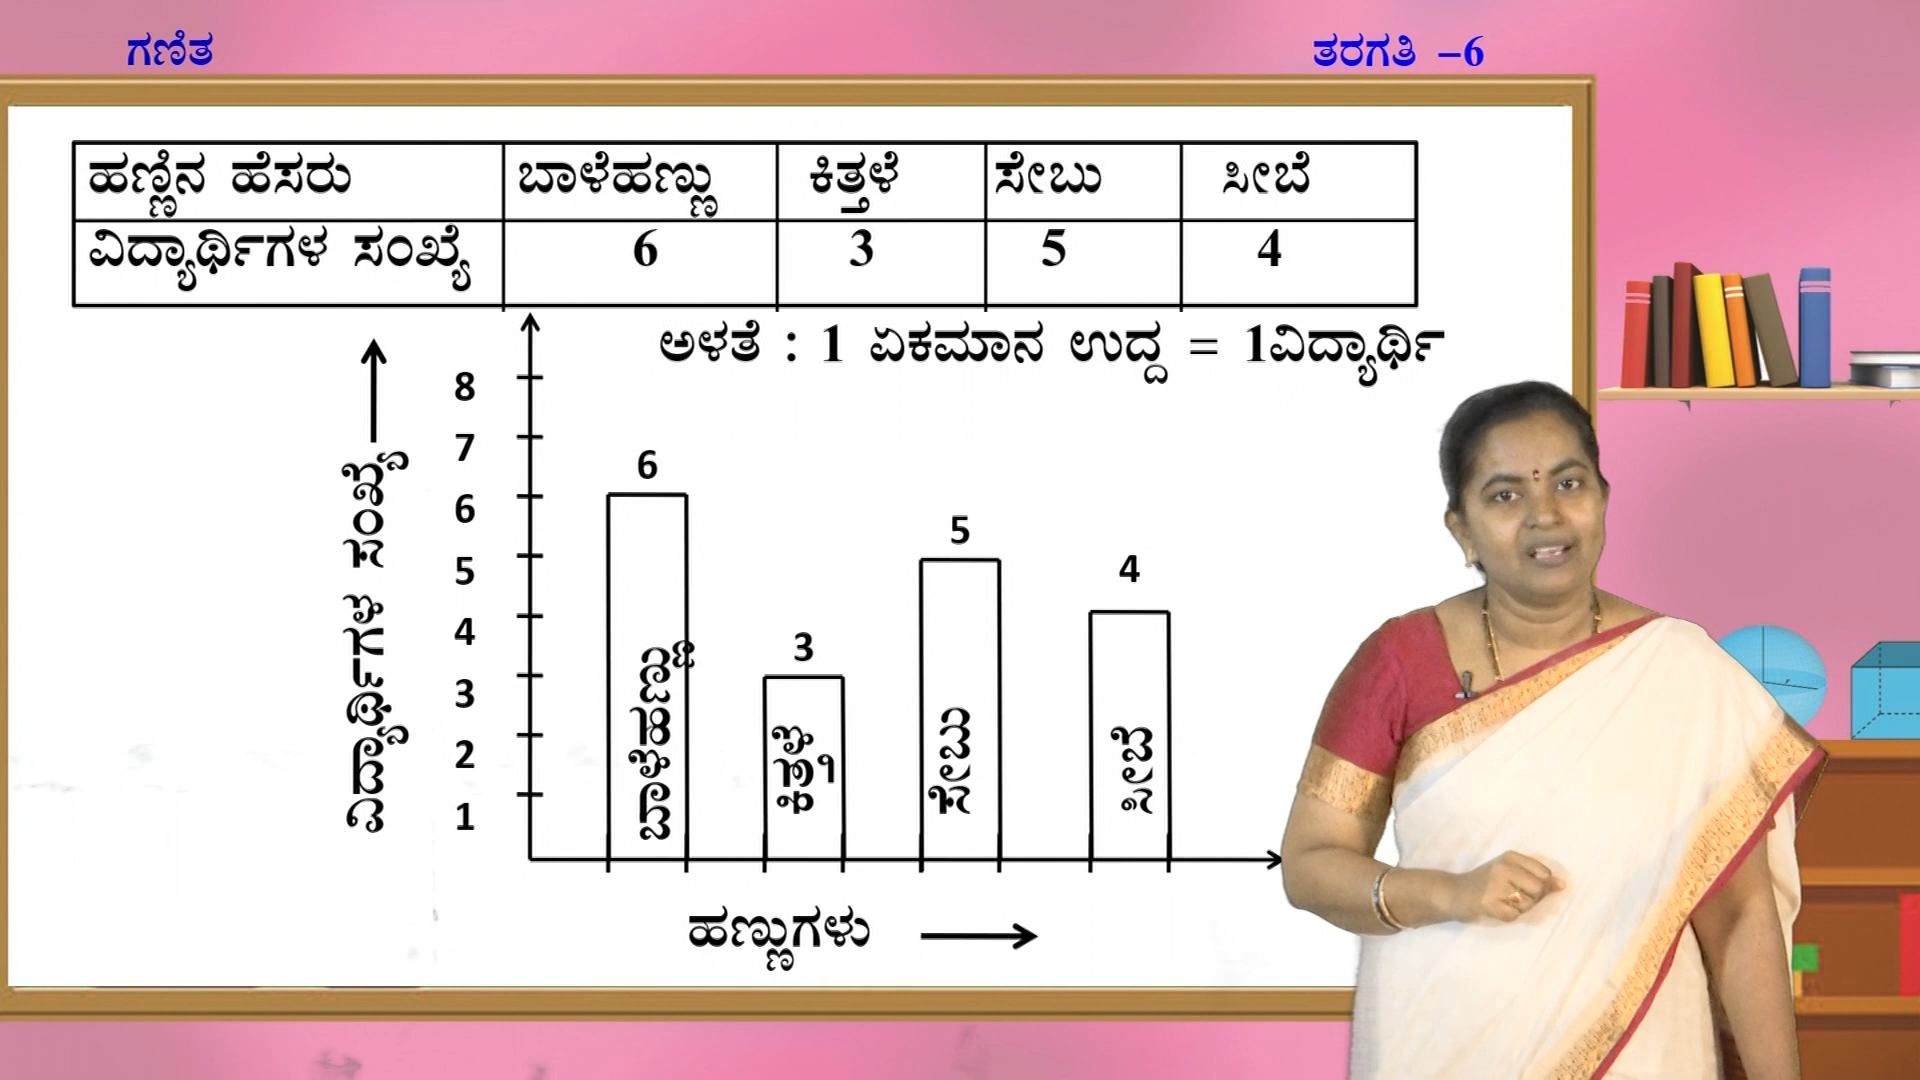 ಗಣಿತ
ತರಗತಿ -6
ಹಣ್ಣಿನ ಹೆಸರು ಬಾಳೆಹಣ್ಣು ಕಿತ್ತಳೆ ಸೇಬು ಸೀಬೆ
ವಿದ್ಯಾರ್ಥಿಗಳ ಸಂಖ್ಯೆ 6 3 5 4
ಅಳತೆ : 1 ಏಕಮಾನ ಉದ್ದ = 1ವಿದ್ಯಾರ್ಥಿ
ವಿದ್ಯಾರ್ಥಿಗಳ ಸಂಖ್ಯೆ
8
7
6
5
4
3
2
1
6
3
5
4
ಬಾಳೆಹಣ್ಣು
ಕಿತ್ತಳೆ
ಸೇಬು
ಸೀಬೆ
ಹಣ್ಣುಗಳು